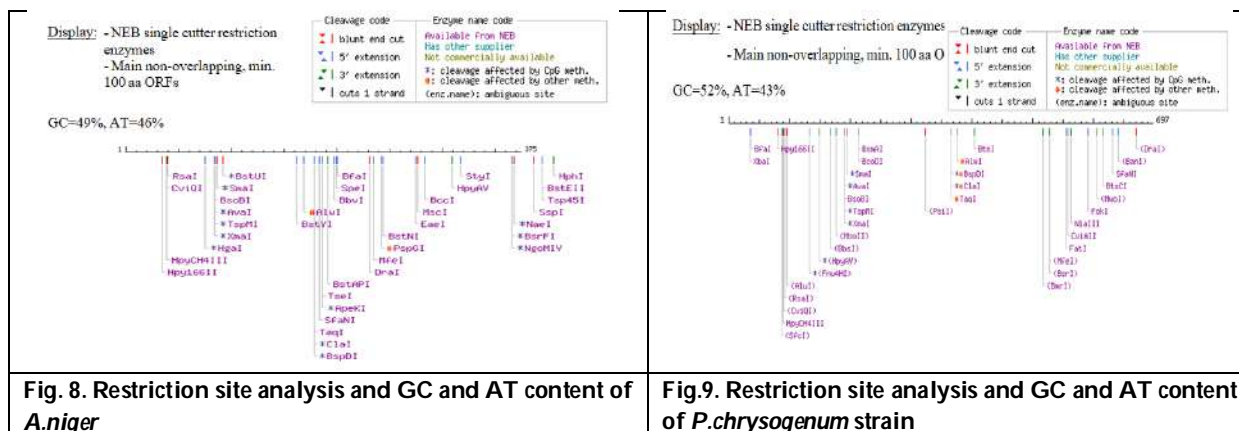 Display: - NEB single cutter restriction
enzymes
- Main non-overlapping, min.
100 aa ORFs
GC=49%, AT=46%
Cleavage code
blunt end cut
5' extension
3' extension
cuts 1 strand
Enzyme name code
Available from NEB
Has other supplier
Not commercially available
*: cleavage affected by CpG meth.
*: cleavage affected by other meth.
(enz.name): ambiguous site
1
RsaI
CviQI
HpyCH4III
Hpy166II
*BstUI
*SmaI
BsoBI
*AvaI
*TspMI
*XmaI
*HgaI
BstYI
*AluI
BfaI
SpeI
BbvI
BstAPI
TseI
*ApeKI
SfaNI
TaqI
*ClaI
*BspDI
BstNI
*PspGI
MfeI
DraI
BccI
MscI
EaeI
StyI
HpyAV
HphI
BstEII
Tsp45I
SspI
*NaeI
*BsrFI
*NgoMIV
Fig. 8. Restriction site analysis and GC and AT content of
A.niger
Display: - NEB single cutter restriction enzymes
- Main non-overlapping, min. 100 aa O
GC=52%, AT=43%
Cleavage code
blunt end cut
5' extension
3' extension
cuts 1 strand
Enzyme name code
Available from NEB
Has other supplier
Not commercially available
*: cleavage affected by CpG meth.
*: cleavage affected by other meth.
(enz.name): ambiguous site
1
697
BfaI
XbaI
Hpy166II
(AluI)
(RsaI)
(CviQI)
HpyCH4III
(SfcI)
BsmAI
BcoDI
*SmaI
*AvaI
BsoBI
*TspMI
*XmaI
(MboII)
(BbsI)
*(HpyAV)
*(Fnu4HI)
(PsiI)
BtsI
*AlwI
*BspDI
*ClaI
*TaqI
(DraI)
(BanI)
SfaNI
BtsCI
(MwoI)
FokI
NlaIII
CviAII
FatI
(MfeI)
(BsrI)
(BmrI)
Fig.9. Restriction site analysis and GC and AT content
of P.chrysogenum strain